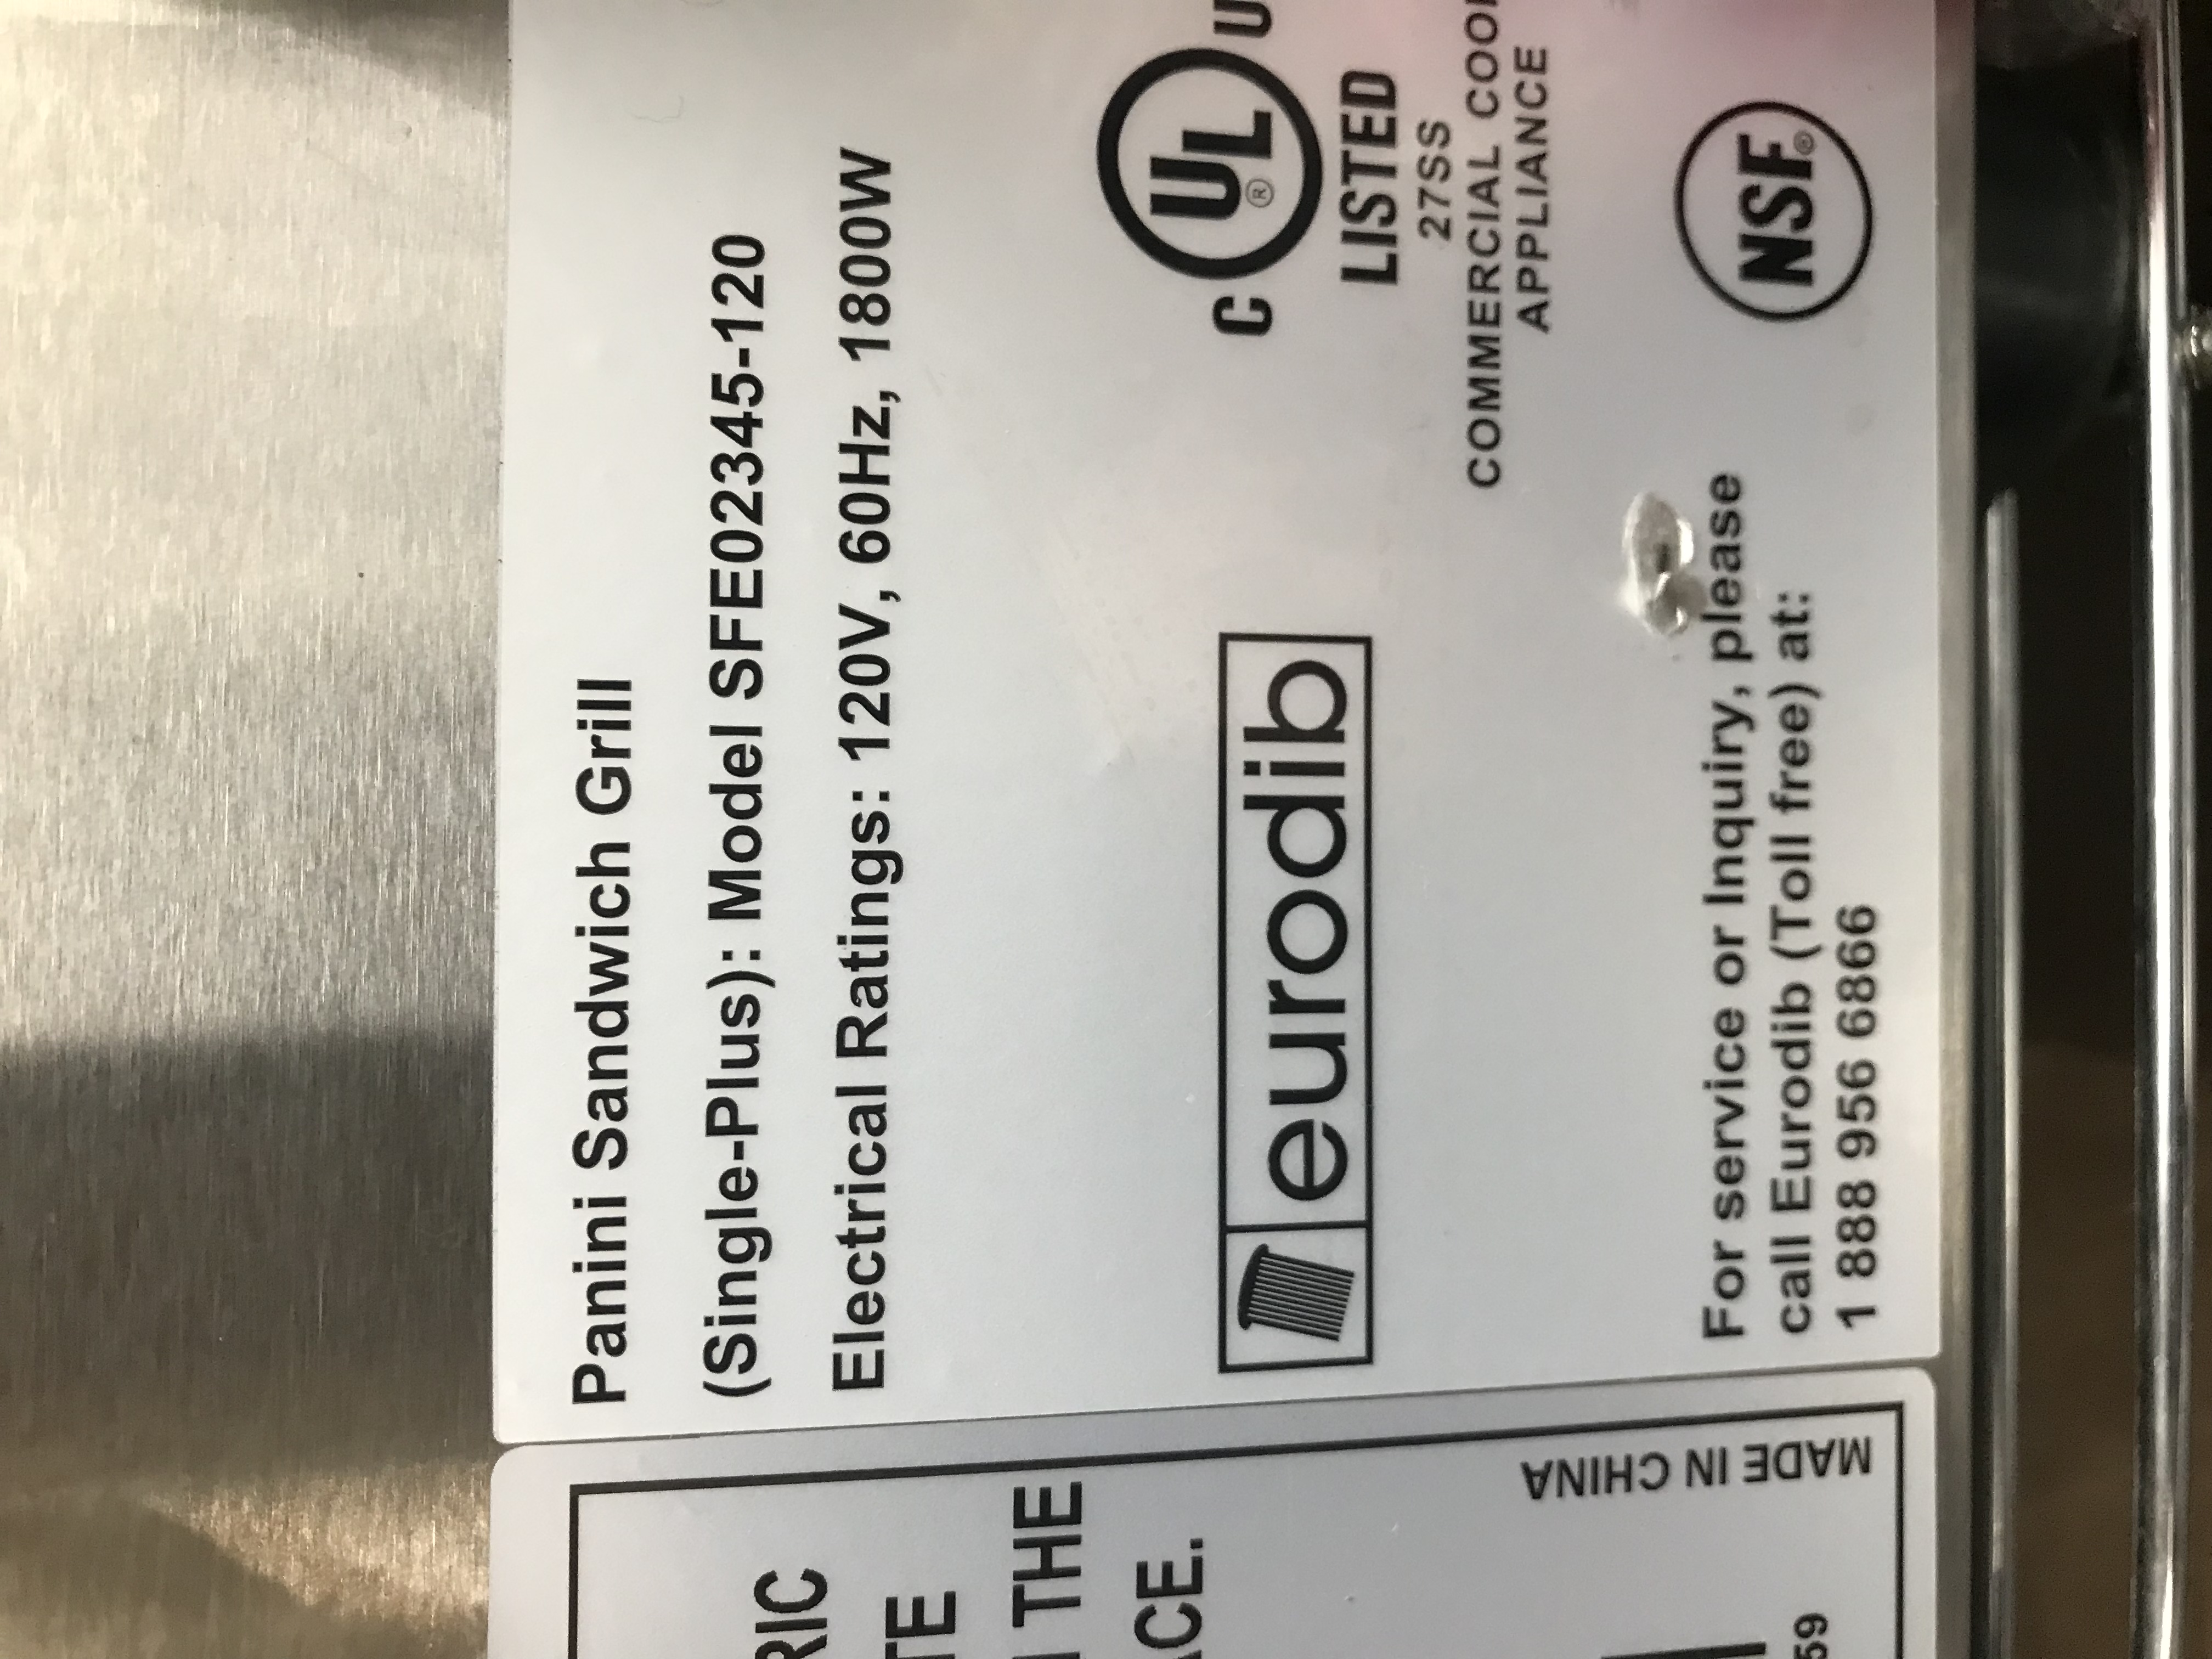 Panini Sandwich Grill
(Single-Plus): Model SFE02345-120
Electrical Ratings: 120V, 60Hz, 1800W
C UL® U
LISTED
27SS
COMMERCIAL COO
APPLIANCE
eurodib
NSF®
For service or Inquiry, please
call Eurodib (Toll free) at:
1 888 956 6866
RIC
TE
THE
ACE.
MADE IN CHINA
59